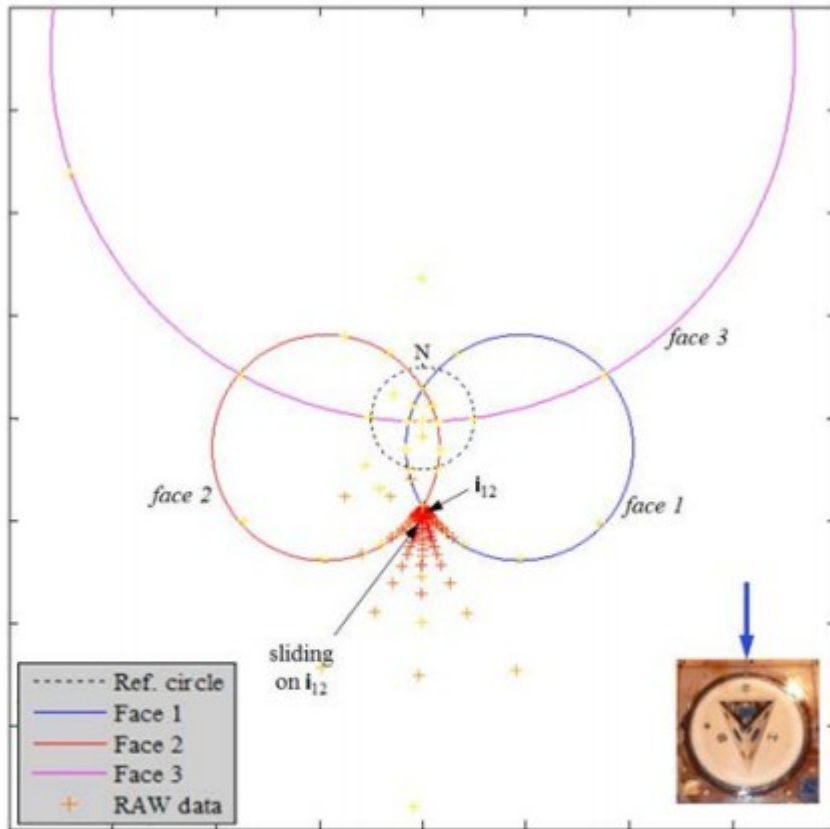 face 3
N
face 2
i12
face 1
sliding
on i12
Ref. circle
Face 1
Face 2
Face 3
RAW data